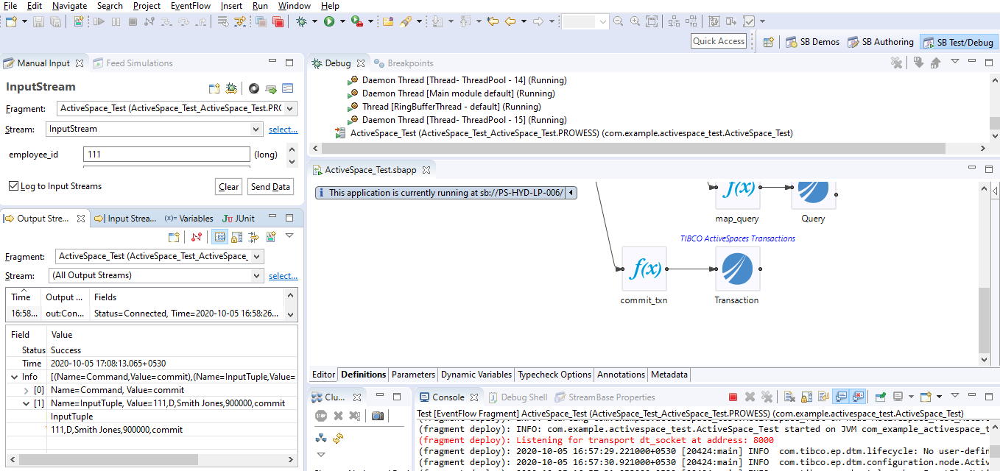 File Edit Navigate Search Project EventFlow Insert Run Window Help
Quick Access SB Demos SB Authoring SB Test/Debug
Manual Input Feed Simulations
InputStream
Fragment: ActiveSpace_Test (ActiveSpace_Test_ActiveSpace_Test.PRO
Stream: InputStream select...
employee_id 111 (long)
Log to Input Streams Clear Send Data
Output Stre... Input Strea... (x)= Variables JU JUnit
Fragment: ActiveSpace_Test (ActiveSpace_Test_ActiveSpace_
Stream: (All Output Streams) select...
Time Output ... Fields
16:58... out:Con... Status=Connected, Time=2020-10-05 16:58:26...
Field Value
Status Success
Time 2020-10-05 17:08:13.065+0530
Info [(Name=Command,Value=commit),(Name=InputTuple,Value=
[0] Name=Command, Value=commit
[1] Name=InputTuple, Value=111,D,Smith Jones,900000,commit
InputTuple
111,D,Smith Jones,900000,commit
Debug Breakpoints
Daemon Thread [Thread- ThreadPool - 14] (Running)
Daemon Thread [Main module default] (Running)
Thread [RingBufferThread - default] (Running)
Daemon Thread [Thread- ThreadPool - 15] (Running)
ActiveSpace_Test (ActiveSpace_Test_ActiveSpace_Test.PROWESS) (com.example.activespace_test.ActiveSpace_Test)
ActiveSpace_Test.sbapp
This application is currently running at sb://PS-HYD-LP-006/
f(x)
map_query Query
TIBCO ActiveSpaces Transactions
f(x)
commit_txn Transaction
Editor Definitions Parameters Dynamic Variables Typecheck Options Annotations Metadata
Clu...
STOP
Console Debug Shell StreamBase Properties
Test [EventFlow Fragment] ActiveSpace_Test (ActiveSpace_Test_ActiveSpace_Test.PROWESS) (com.example.activespace_test.ActiveSpace_Test)
(fragment deploy): INFO: com.example.activespace_test.ActiveSpace_Test started on JVM com_example_activespace_t
(fragment deploy): Listening for transport dt_socket at address: 8000
(fragment deploy): 2020-10-05 16:57:29.221000+0530 [20424:main] INFO com.tibco.ep.dtm.lifecycle: No user-defin
(fragment deploy): 2020-10-05 16:57:30.921000+0530 [20424:main] INFO com.tibco.ep.dtm.configuration.node.Activ